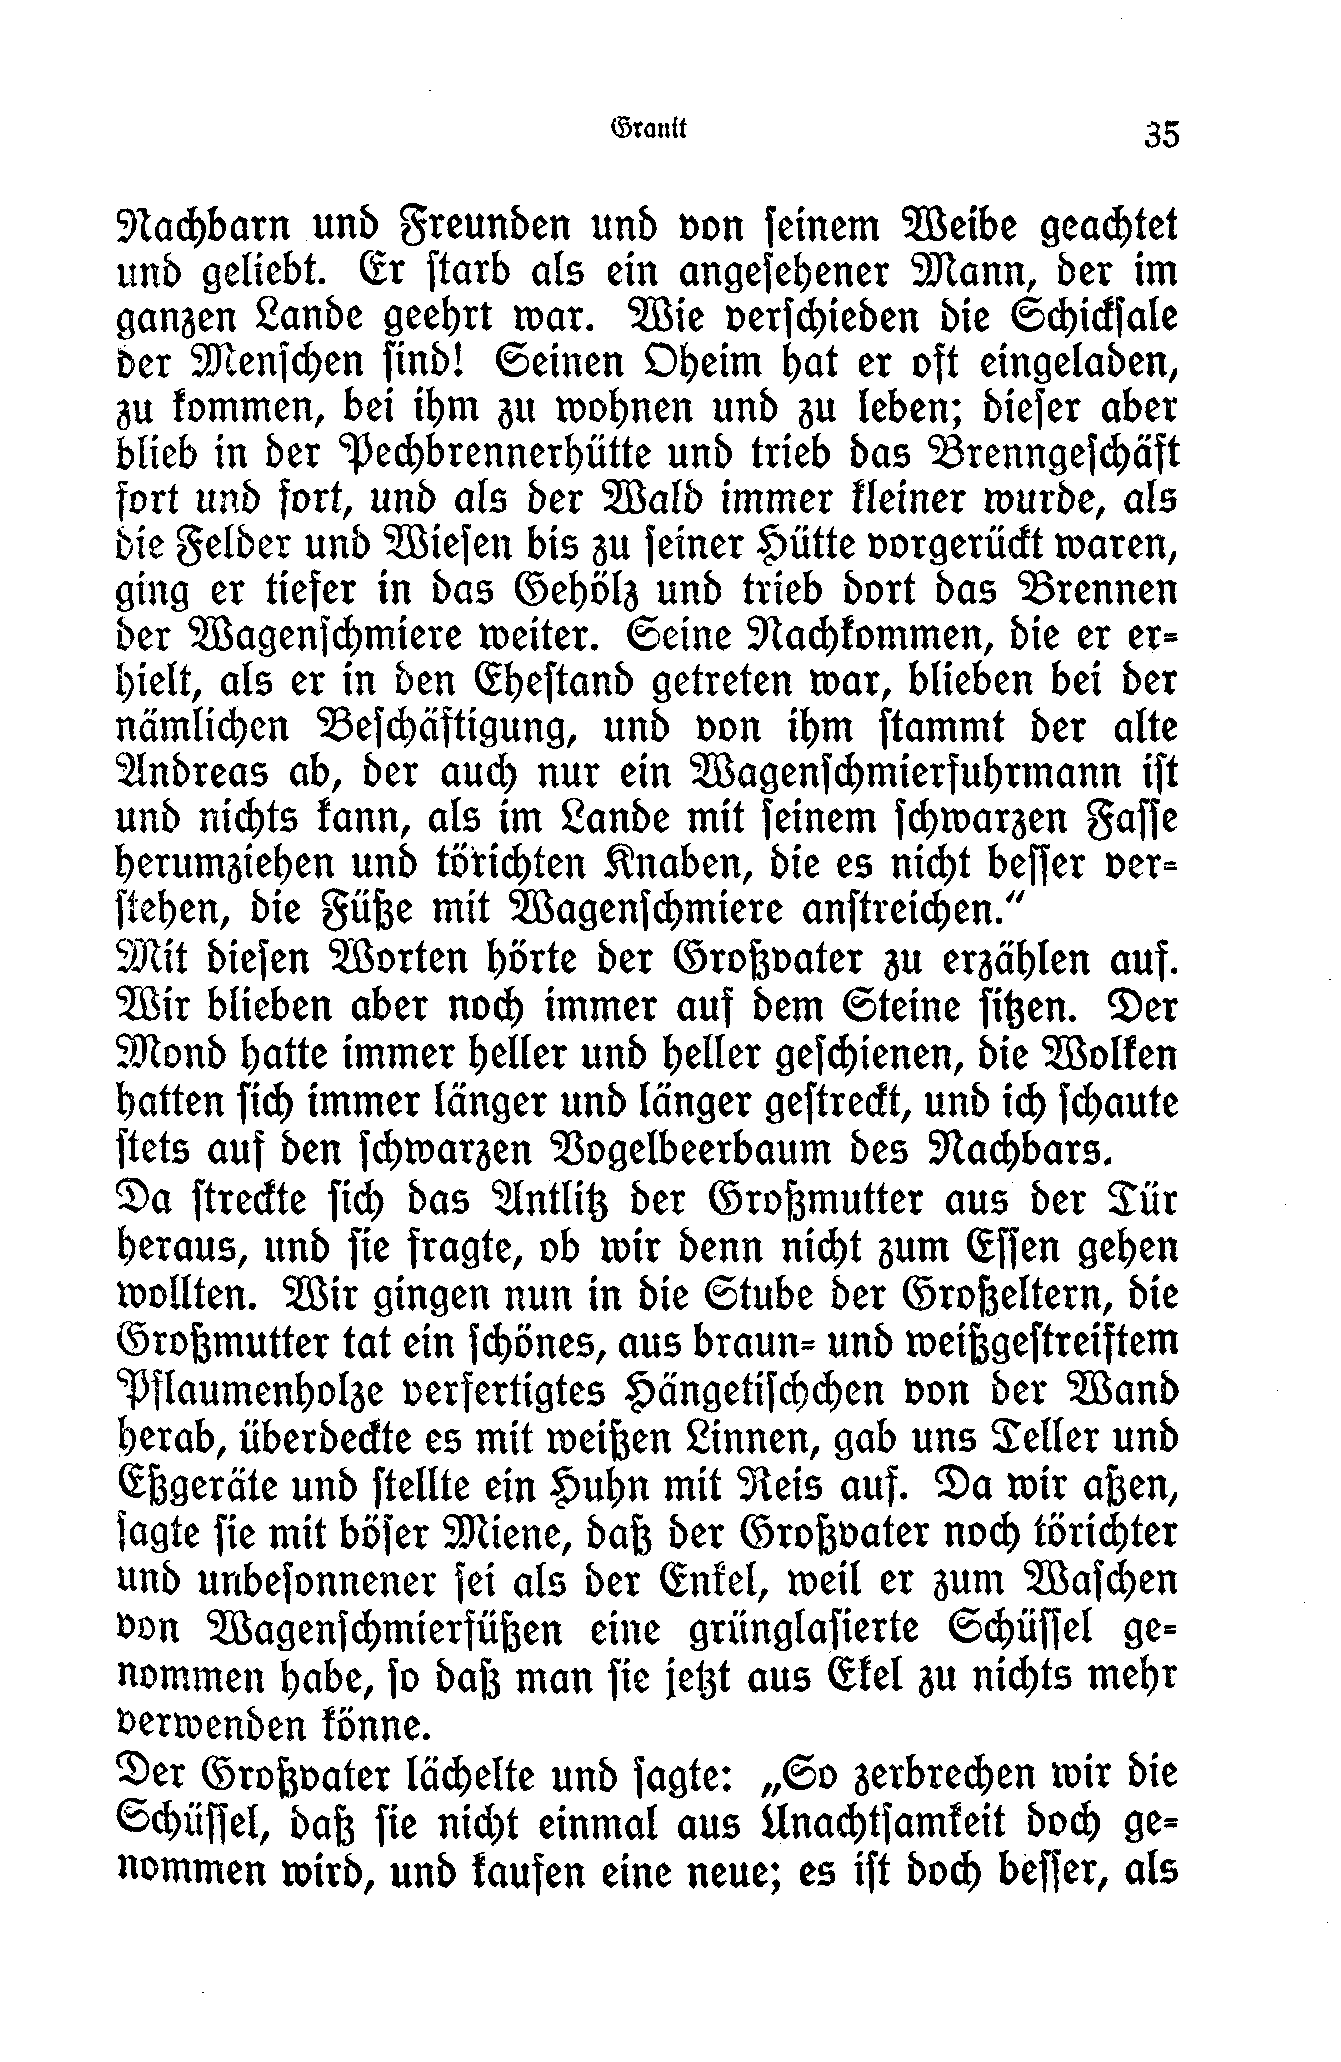 Granit 35
Nachbarn und Freunden und von seinem Weibe geachtet
und geliebt. Er starb als ein angesehener Mann, der im
ganzen Lande geehrt war. Wie verschieden die Schicksale
der Menschen sind! Seinen Oheim hat er oft eingeladen,
zu kommen, bei ihm zu wohnen und zu leben; dieser aber
blieb in der Pechbrennerhütte und trieb das Brenngeschäft
fort und fort, und als der Wald immer kleiner wurde, als
die Felder und Wiesen bis zu seiner Hütte vorgerückt waren,
ging er tiefer in das Gehölz und trieb dort das Brennen
der Wagenschmiere weiter. Seine Nachkommen, die er er-
hielt, als er in den Ehestand getreten war, blieben bei der
nämlichen Beschäftigung, und von ihm stammt der alte
Andreas ab, der auch nur ein Wagenschmierfuhrmann ist
und nichts kann, als im Lande mit seinem schwarzen Fasse
herumziehen und törichten Knaben, die es nicht besser ver-
stehen, die Füße mit Wagenschmiere anstreichen.“
Mit diesen Worten hörte der Großvater zu erzählen auf.
Wir blieben aber noch immer auf dem Steine sitzen. Der
Mond hatte immer heller und heller geschienen, die Wolken
hatten sich immer länger und länger gestreckt, und ich schaute
stets auf den schwarzen Vogelbeerbaum des Nachbars.
Da streckte sich das Antlitz der Großmutter aus der Tür
heraus, und sie fragte, ob wir denn nicht zum Essen gehen
wollten. Wir gingen nun in die Stube der Großeltern, die
Großmutter tat ein schönes, aus braun- und weißgestreiftem
Pflaumenholze verfertigtes Hängetischchen von der Wand
herab, überdeckte es mit weißen Linnen, gab uns Teller und
Eßgeräte und stellte ein Huhn mit Reis auf. Da wir aßen,
sagte sie mit böser Miene, daß der Großvater noch törichter
und unbesonnener sei als der Enkel, weil er zum Waschen
von Wagenschmierfüßen eine grünglasierte Schüssel ge-
nommen habe, so daß man sie jetzt aus Ekel zu nichts mehr
verwenden könne.
Der Großvater lächelte und sagte: „So zerbrechen wir die
Schüssel, daß sie nicht einmal aus Unachtsamkeit doch ge-
nommen wird, und kaufen eine neue; es ist doch besser, als